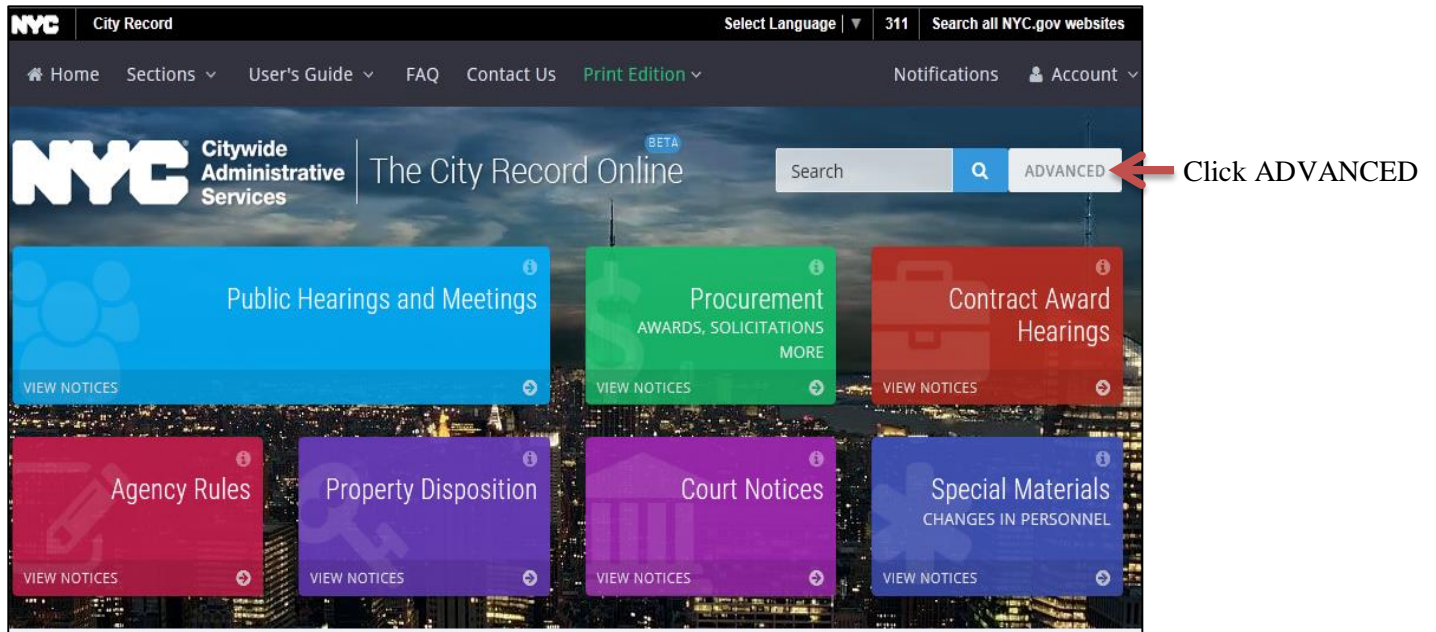 NYC City Record Select Language ▼ 311 Search all NYC.gov websites
Home Sections User's Guide FAQ Contact Us Print Edition Notifications Account
NYC
Citywide
Administrative
Services
The City Record Online
BETA
Search
ADVANCED
Click ADVANCED
Public Hearings and Meetings
VIEW NOTICES
Procurement
AWARDS, SOLICITATIONS
MORE
VIEW NOTICES
Contract Award
Hearings
VIEW NOTICES
Agency Rules
VIEW NOTICES
Property Disposition
VIEW NOTICES
Court Notices
VIEW NOTICES
Special Materials
CHANGES IN PERSONNEL
VIEW NOTICES